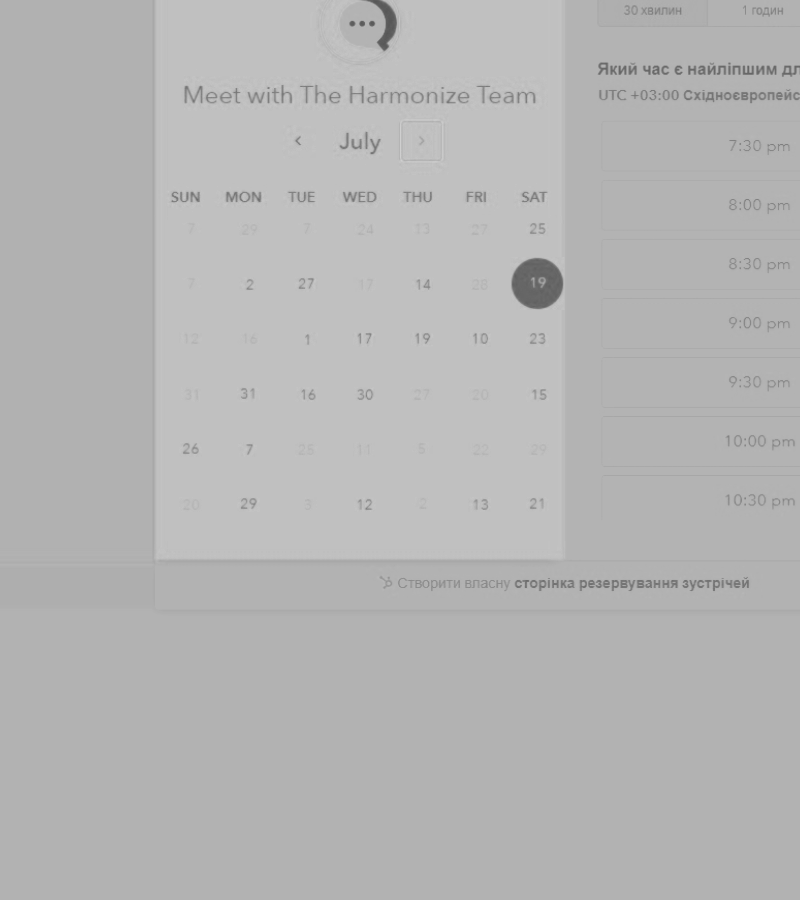 30 хвилин 1 годин
Meet with The Harmonize Team
July
SUN MON TUE WED THU FRI SAT
7 29 7 24 13 27 25
7 2 27 17 14 28 19
12 16 1 17 19 10 23
31 31 16 30 27 20 15
26 7 25 11 5 22 29
20 29 3 12 2 13 21
Який час є найліпшим дл
UTC +03:00 Східноєвропейс
7:30 pm
8:00 pm
8:30 pm
9:00 pm
9:30 pm
10:00 pm
10:30 pm
Створити власну сторінка резервування зустрічей